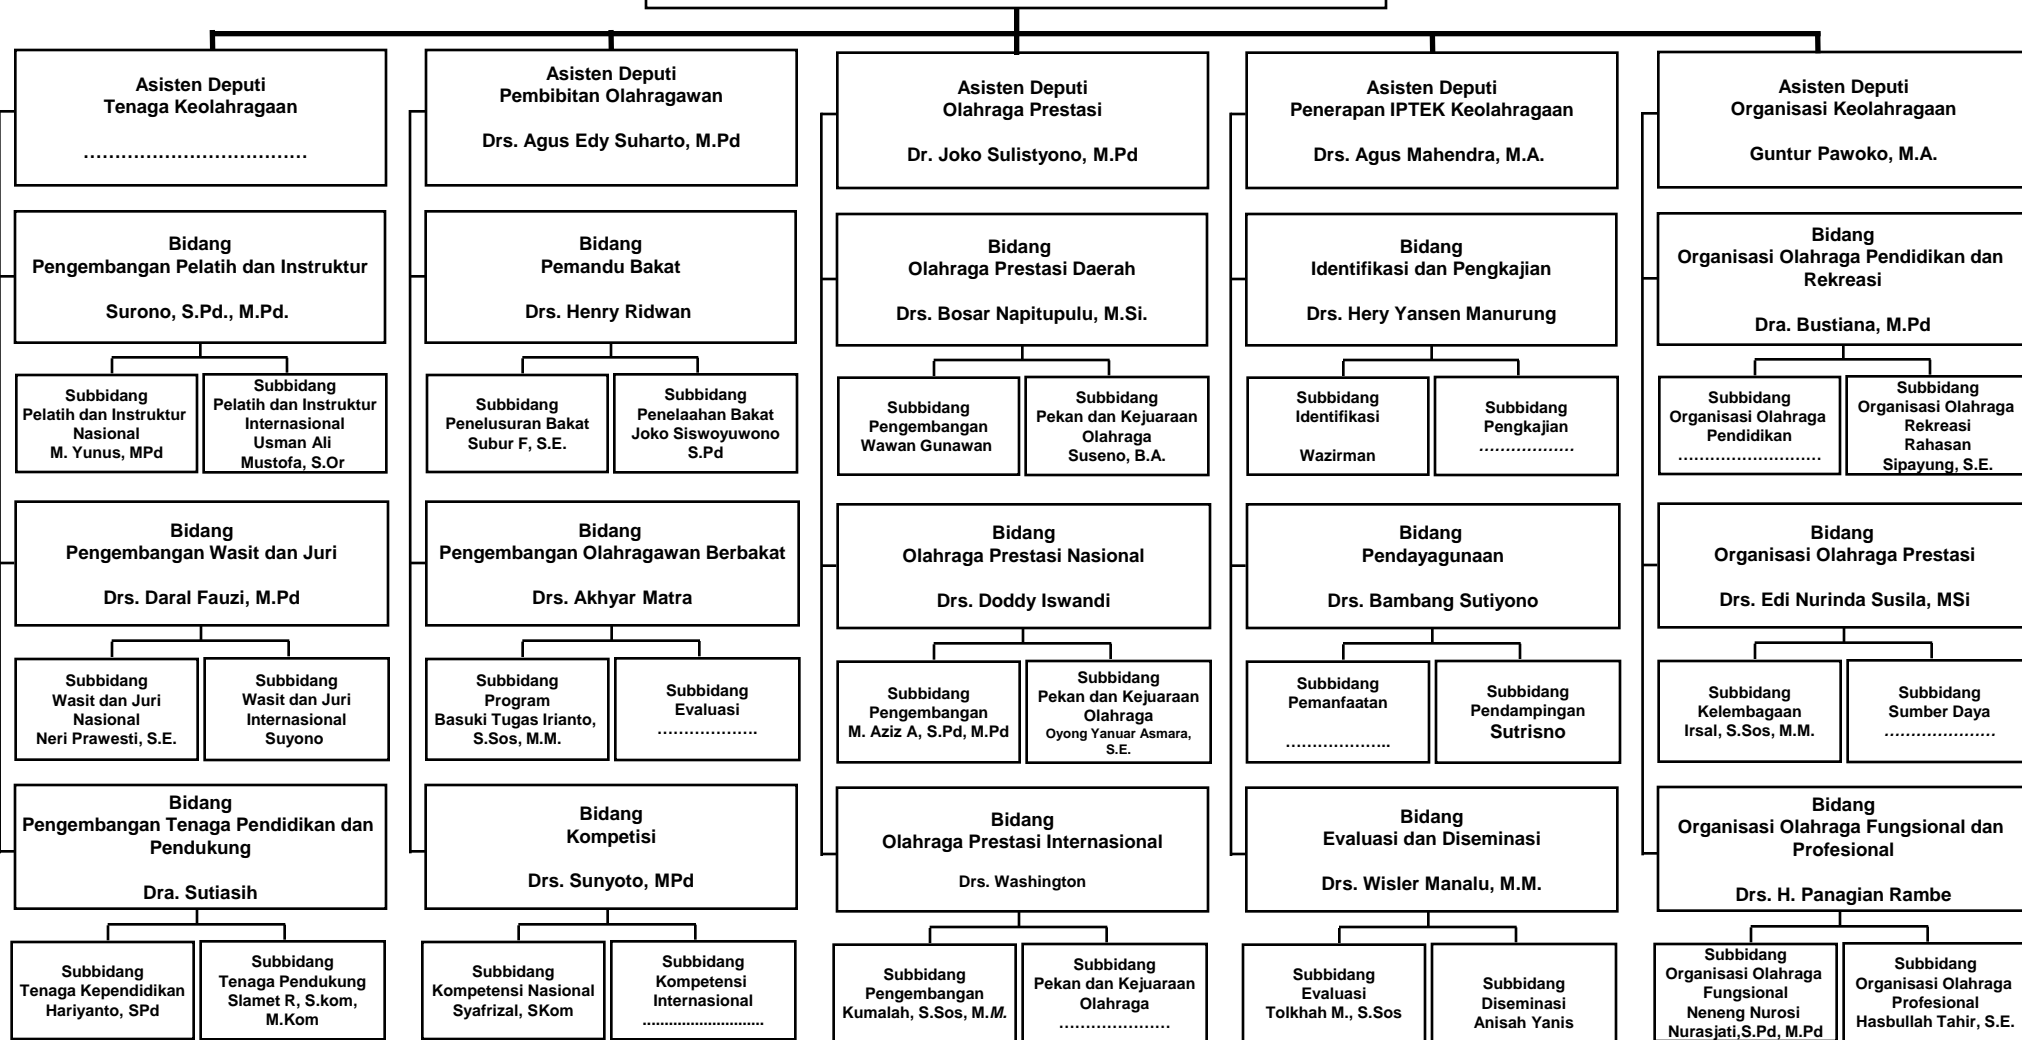 Asisten Deputi
Tenaga Keolahragaan
………………………………
Asisten Deputi
Pembibitan Olahragawan
Drs. Agus Edy Suharto, M.Pd
Asisten Deputi
Olahraga Prestasi
Dr. Joko Sulistyono, M.Pd
Asisten Deputi
Penerapan IPTEK Keolahragaan
Drs. Agus Mahendra, M.A.
Asisten Deputi
Organisasi Keolahragaan
Guntur Pawoko, M.A.
Bidang
Pengembangan Pelatih dan Instruktur
Surono, S.Pd., M.Pd.
Bidang
Pemandu Bakat
Drs. Henry Ridwan
Bidang
Olahraga Prestasi Daerah
Drs. Bosar Napitupulu, M.Si.
Bidang
Identifikasi dan Pengkajian
Drs. Hery Yansen Manurung
Bidang
Organisasi Olahraga Pendidikan dan
Rekreasi
Dra. Bustiana, M.Pd
Subbidang
Pelatih dan Instruktur
Nasional
M. Yunus, MPd
Subbidang
Pelatih dan Instruktur
Internasional
Usman Ali
Mustofa, S.Or
Subbidang
Penelusuran Bakat
Subur F, S.E.
Subbidang
Penelaahan Bakat
Joko Siswoyuwono
S.Pd
Subbidang
Pengembangan
Wawan Gunawan
Subbidang
Pekan dan Kejuaraan
Olahraga
Suseno, B.A.
Subbidang
Identifikasi
Wazirman
Subbidang
Pengkajian
………………
Subbidang
Organisasi Olahraga
Pendidikan
………………………
Subbidang
Organisasi Olahraga
Rekreasi
Rahasan
Sipayung, S.E.
Bidang
Pengembangan Wasit dan Juri
Drs. Daral Fauzi, M.Pd
Bidang
Pengembangan Olahragawan Berbakat
Drs. Akhyar Matra
Bidang
Olahraga Prestasi Nasional
Drs. Doddy Iswandi
Bidang
Pendayagunaan
Drs. Bambang Sutiyono
Bidang
Organisasi Olahraga Prestasi
Drs. Edi Nurinda Susila, MSi
Subbidang
Wasit dan Juri
Nasional
Neri Prawesti, S.E.
Subbidang
Wasit dan Juri
Internasional
Suyono
Subbidang
Program
Basuki Tugas Irianto,
S.Sos, M.M.
Subbidang
Evaluasi
……………….
Subbidang
Pengembangan
M. Aziz A, S.Pd, M.Pd
Subbidang
Pekan dan Kejuaraan
Olahraga
Oyong Yanuar Asmara,
S.E.
Subbidang
Pemanfaatan
………………..
Subbidang
Pendampingan
Sutrisno
Subbidang
Kelembagaan
Irsal, S.Sos, M.M.
Subbidang
Sumber Daya
…………………
Bidang
Pengembangan Tenaga Pendidikan dan
Pendukung
Dra. Sutiasih
Bidang
Kompetisi
Drs. Sunyoto, MPd
Bidang
Olahraga Prestasi Internasional
Drs. Washington
Bidang
Evaluasi dan Diseminasi
Drs. Wisler Manalu, M.M.
Bidang
Organisasi Olahraga Fungsional dan
Profesional
Drs. H. Panagian Rambe
Subbidang
Tenaga Kependidikan
Hariyanto, SPd
Subbidang
Tenaga Pendukung
Slamet R, S.kom,
M.Kom
Subbidang
Kompetensi Nasional
Syafrizal, SKom
Subbidang
Kompetensi
Internasional
............................
Subbidang
Pengembangan
Kumalah, S.Sos, M.M.
Subbidang
Pekan dan Kejuaraan
Olahraga
…………………
Subbidang
Evaluasi
Tolkhah M., S.Sos
Subbidang
Diseminasi
Anisah Yanis
Subbidang
Organisasi Olahraga
Fungsional
Neneng Nurosi
Nurasjati,S.Pd, M.Pd
Subbidang
Organisasi Olahraga
Profesional
Hasbullah Tahir, S.E.